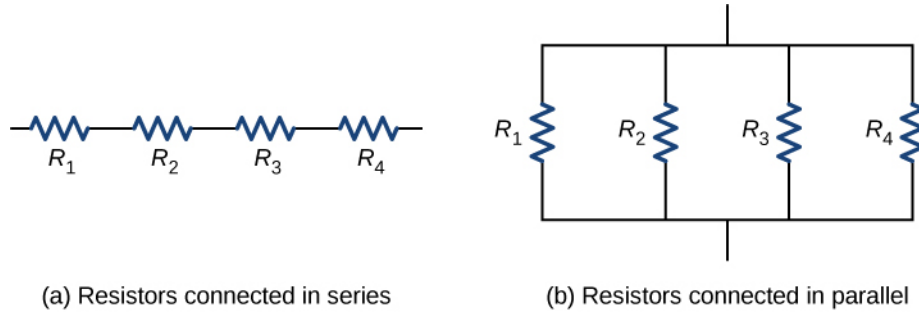 R1 R2 R3 R4
R1 R2 R3 R4
(a) Resistors connected in series
(b) Resistors connected in parallel